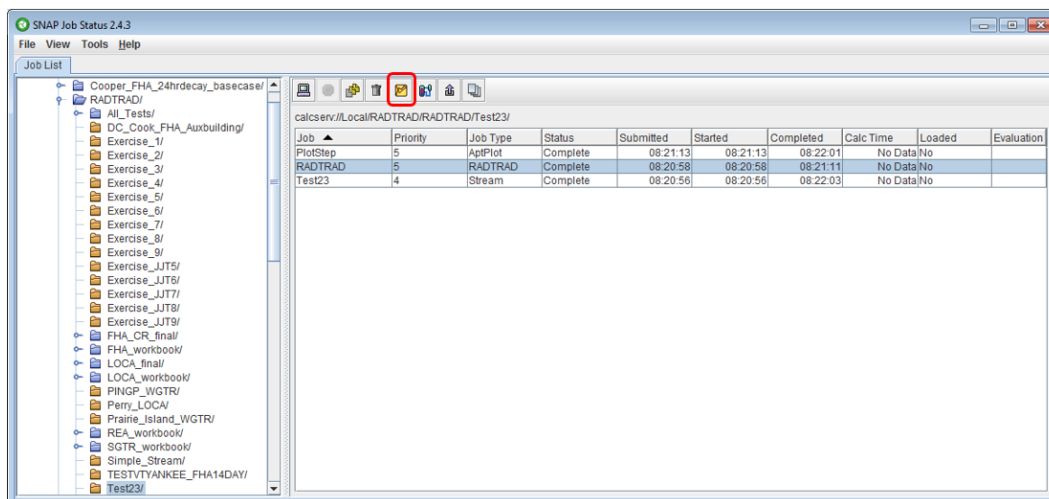 SNAP Job Status 2.4.3
File View Tools Help
Job List
Cooper_FHA_24hrdecay_basecase/
RADTRAD/
All_Tests/
DC_Cook_FHA_Auxbuilding/
Exercise_1/
Exercise_2/
Exercise_3/
Exercise_4/
Exercise_5/
Exercise_6/
Exercise_7/
Exercise_8/
Exercise_9/
Exercise_JJT5/
Exercise_JJT6/
Exercise_JJT7/
Exercise_JJT8/
Exercise_JJT9/
FHA_CR_final/
FHA_workbook/
LOCA_final/
LOCA_workbook/
PINGP_WGTR/
Perry_LOCA/
Prairie_Island_WGTR/
REA_workbook/
SGTR_workbook/
Simple_Stream/
TESTVTYANKEE_FHA14DAY/
Test23/
calcserv://Local/RADTRAD/RADTRAD/Test23/
Job Priority Job Type Status Submitted Started Completed Calc Time Loaded Evaluation
PlotStep 5 AptPlot Complete 08:21:13 08:21:13 08:22:01 No Data No
RADTRAD 5 RADTRAD Complete 08:20:58 08:20:58 08:21:11 No Data No
Test23 4 Stream Complete 08:20:56 08:20:56 08:22:03 No Data No